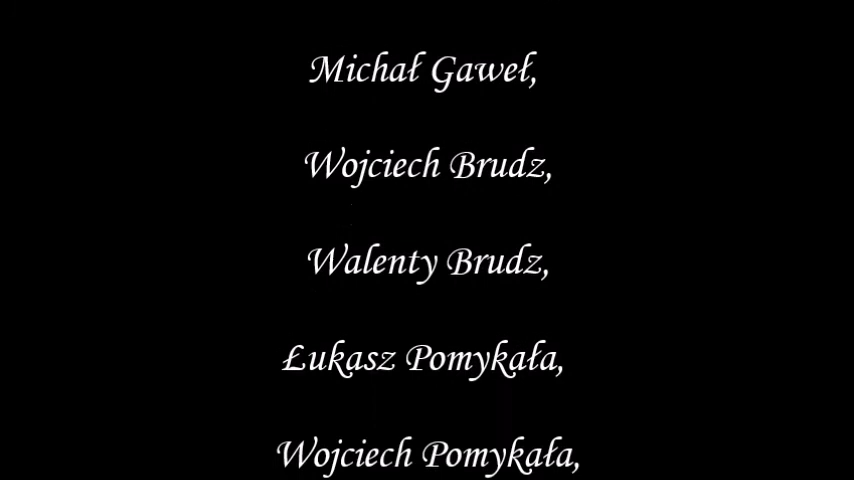 Michał Gaweł,
Wojciech Brudz,
Walenty Brudz,
Łukasz Pomykała,
Wojciech Pomykała,